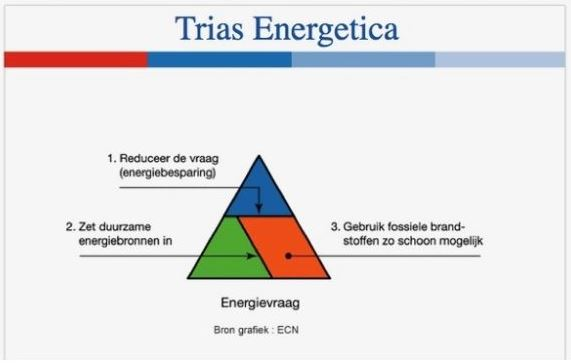 Trias Energetica
1. Reduceer de vraag
(energiebesparing)
2. Zet duurzame
energiebronnen in
3. Gebruik fossiele brand-
stoffen zo schoon mogelijk
Energievraag
Bron grafiek : ECN